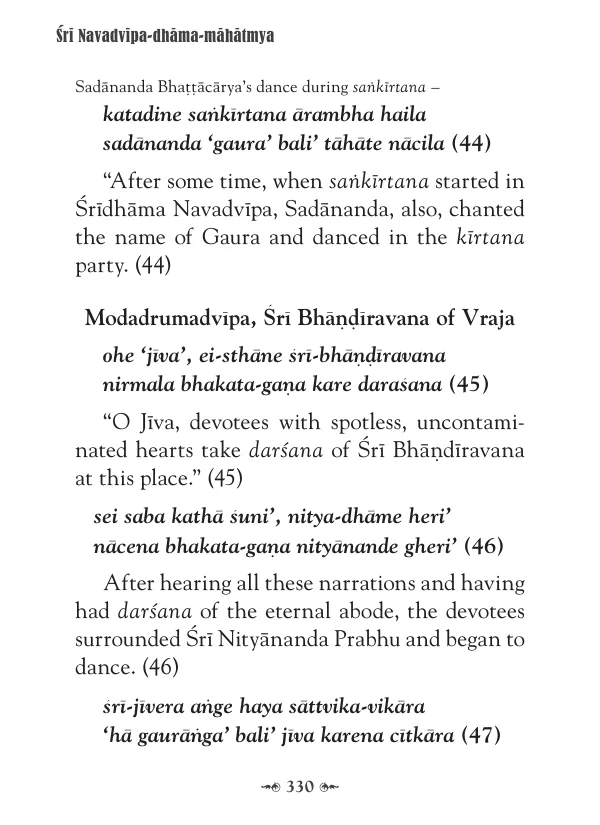 Śrī Navadvīpa-dhāma-māhātmya
Sadānanda Bhaṭṭācārya’s dance during saṅkīrtana –
katadine saṅkīrtana ārambha haila
sadānanda ‘gaura’ bali’ tāhāte nācila (44)
“After some time, when saṅkīrtana started in
Śrīdhāma Navadvīpa, Sadānanda, also, chanted
the name of Gaura and danced in the kīrtana
party. (44)
Modadrumadvīpa, Śrī Bhāṇḍīravana of Vraja
ohe ‘jīva’, ei-sthāne śrī-bhāṇḍīravana
nirmala bhakata-gaṇa kare daraśana (45)
“O Jīva, devotees with spotless, uncontami-
nated hearts take darśana of Śrī Bhāṇḍīravana
at this place.” (45)
sei saba kathā śuni’, nitya-dhāme heri’
nācena bhakata-gaṇa nityānande gheri’ (46)
After hearing all these narrations and having
had darśana of the eternal abode, the devotees
surrounded Śrī Nityānanda Prabhu and began to
dance. (46)
śrī-jīvera aṅge haya sāttvika-vikāra
‘hā gaurāṅga’ bali’ jīva karena cītkāra (47)
330